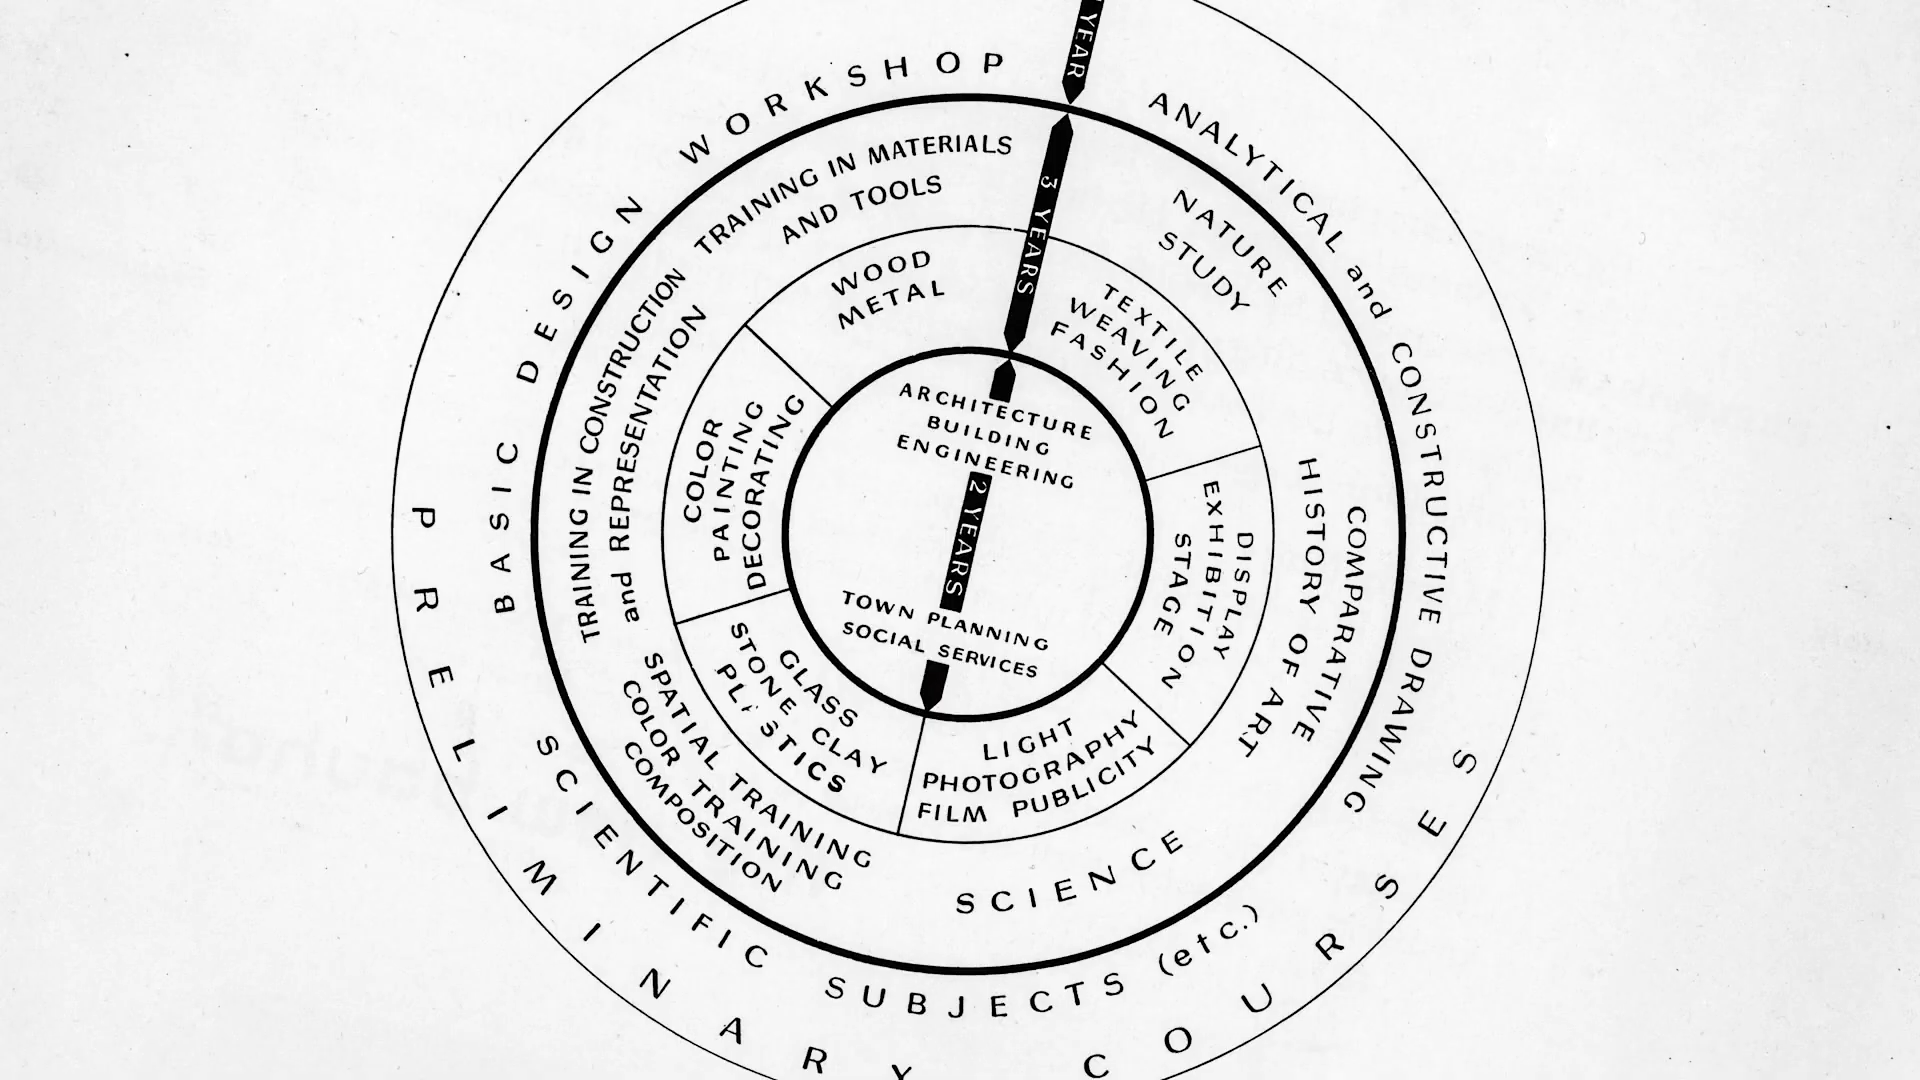 YEAR
PRELIMINARY COURSES
BASIC DESIGN WORKSHOP
ANALYTICAL and CONSTRUCTIVE DRAWING
SCIENTIFIC SUBJECTS (etc.)
3 YEARS
TRAINING IN MATERIALS
AND TOOLS
NATURE
STUDY
COMPARATIVE
HISTORY OF ART
SCIENCE
SPATIAL TRAINING
COLOR TRAINING
COMPOSITION
TRAINING IN CONSTRUCTION
and REPRESENTATION
WOOD
METAL
TEXTILE
WEAVING
FASHION
DISPLAY
EXHIBITION
STAGE
LIGHT
PHOTOGRAPHY
FILM PUBLICITY
GLASS
STONE CLAY
PLASTICS
COLOR
PAINTING
DECORATING
ARCHITECTURE
BUILDING
ENGINEERING
2 YEARS
TOWN PLANNING
SOCIAL SERVICES